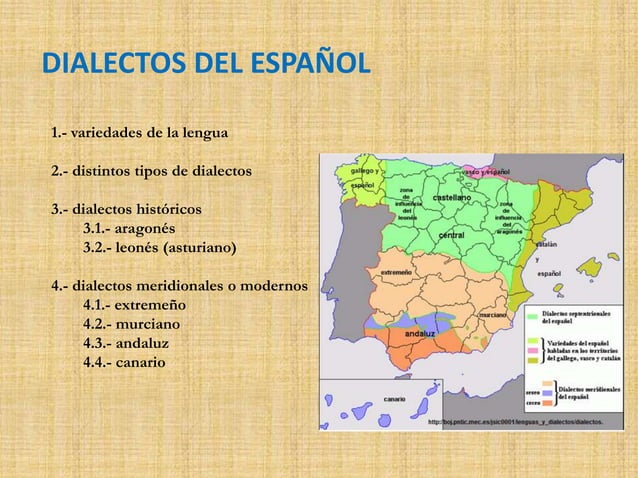 DIALECTOS DEL ESPAÑOL
1.- variedades de la lengua
2.- distintos tipos de dialectos
3.- dialectos históricos
3.1.- aragonés
3.2.- leonés (asturiano)
4.- dialectos meridionales o modernos
4.1.- extremeño
4.2.- murciano
4.3.- andaluz
4.4.- canario
gallego y
español
vasco y español
zona
de
influencia
del
leonés
castellano
zona
de
influencia
del
aragonés
central
catalán
y
español
extremeño
murciano
andaluz
canario
Dialectos septentrionales
del español
Variedades del español
habladas en los territorios
del gallego, vasco y catalán
Dialectos meridionales
del español
seseo
ceceo
http://boj.pntic.mec.es/jsic0001/lenguas_y_dialectos/dialectos.